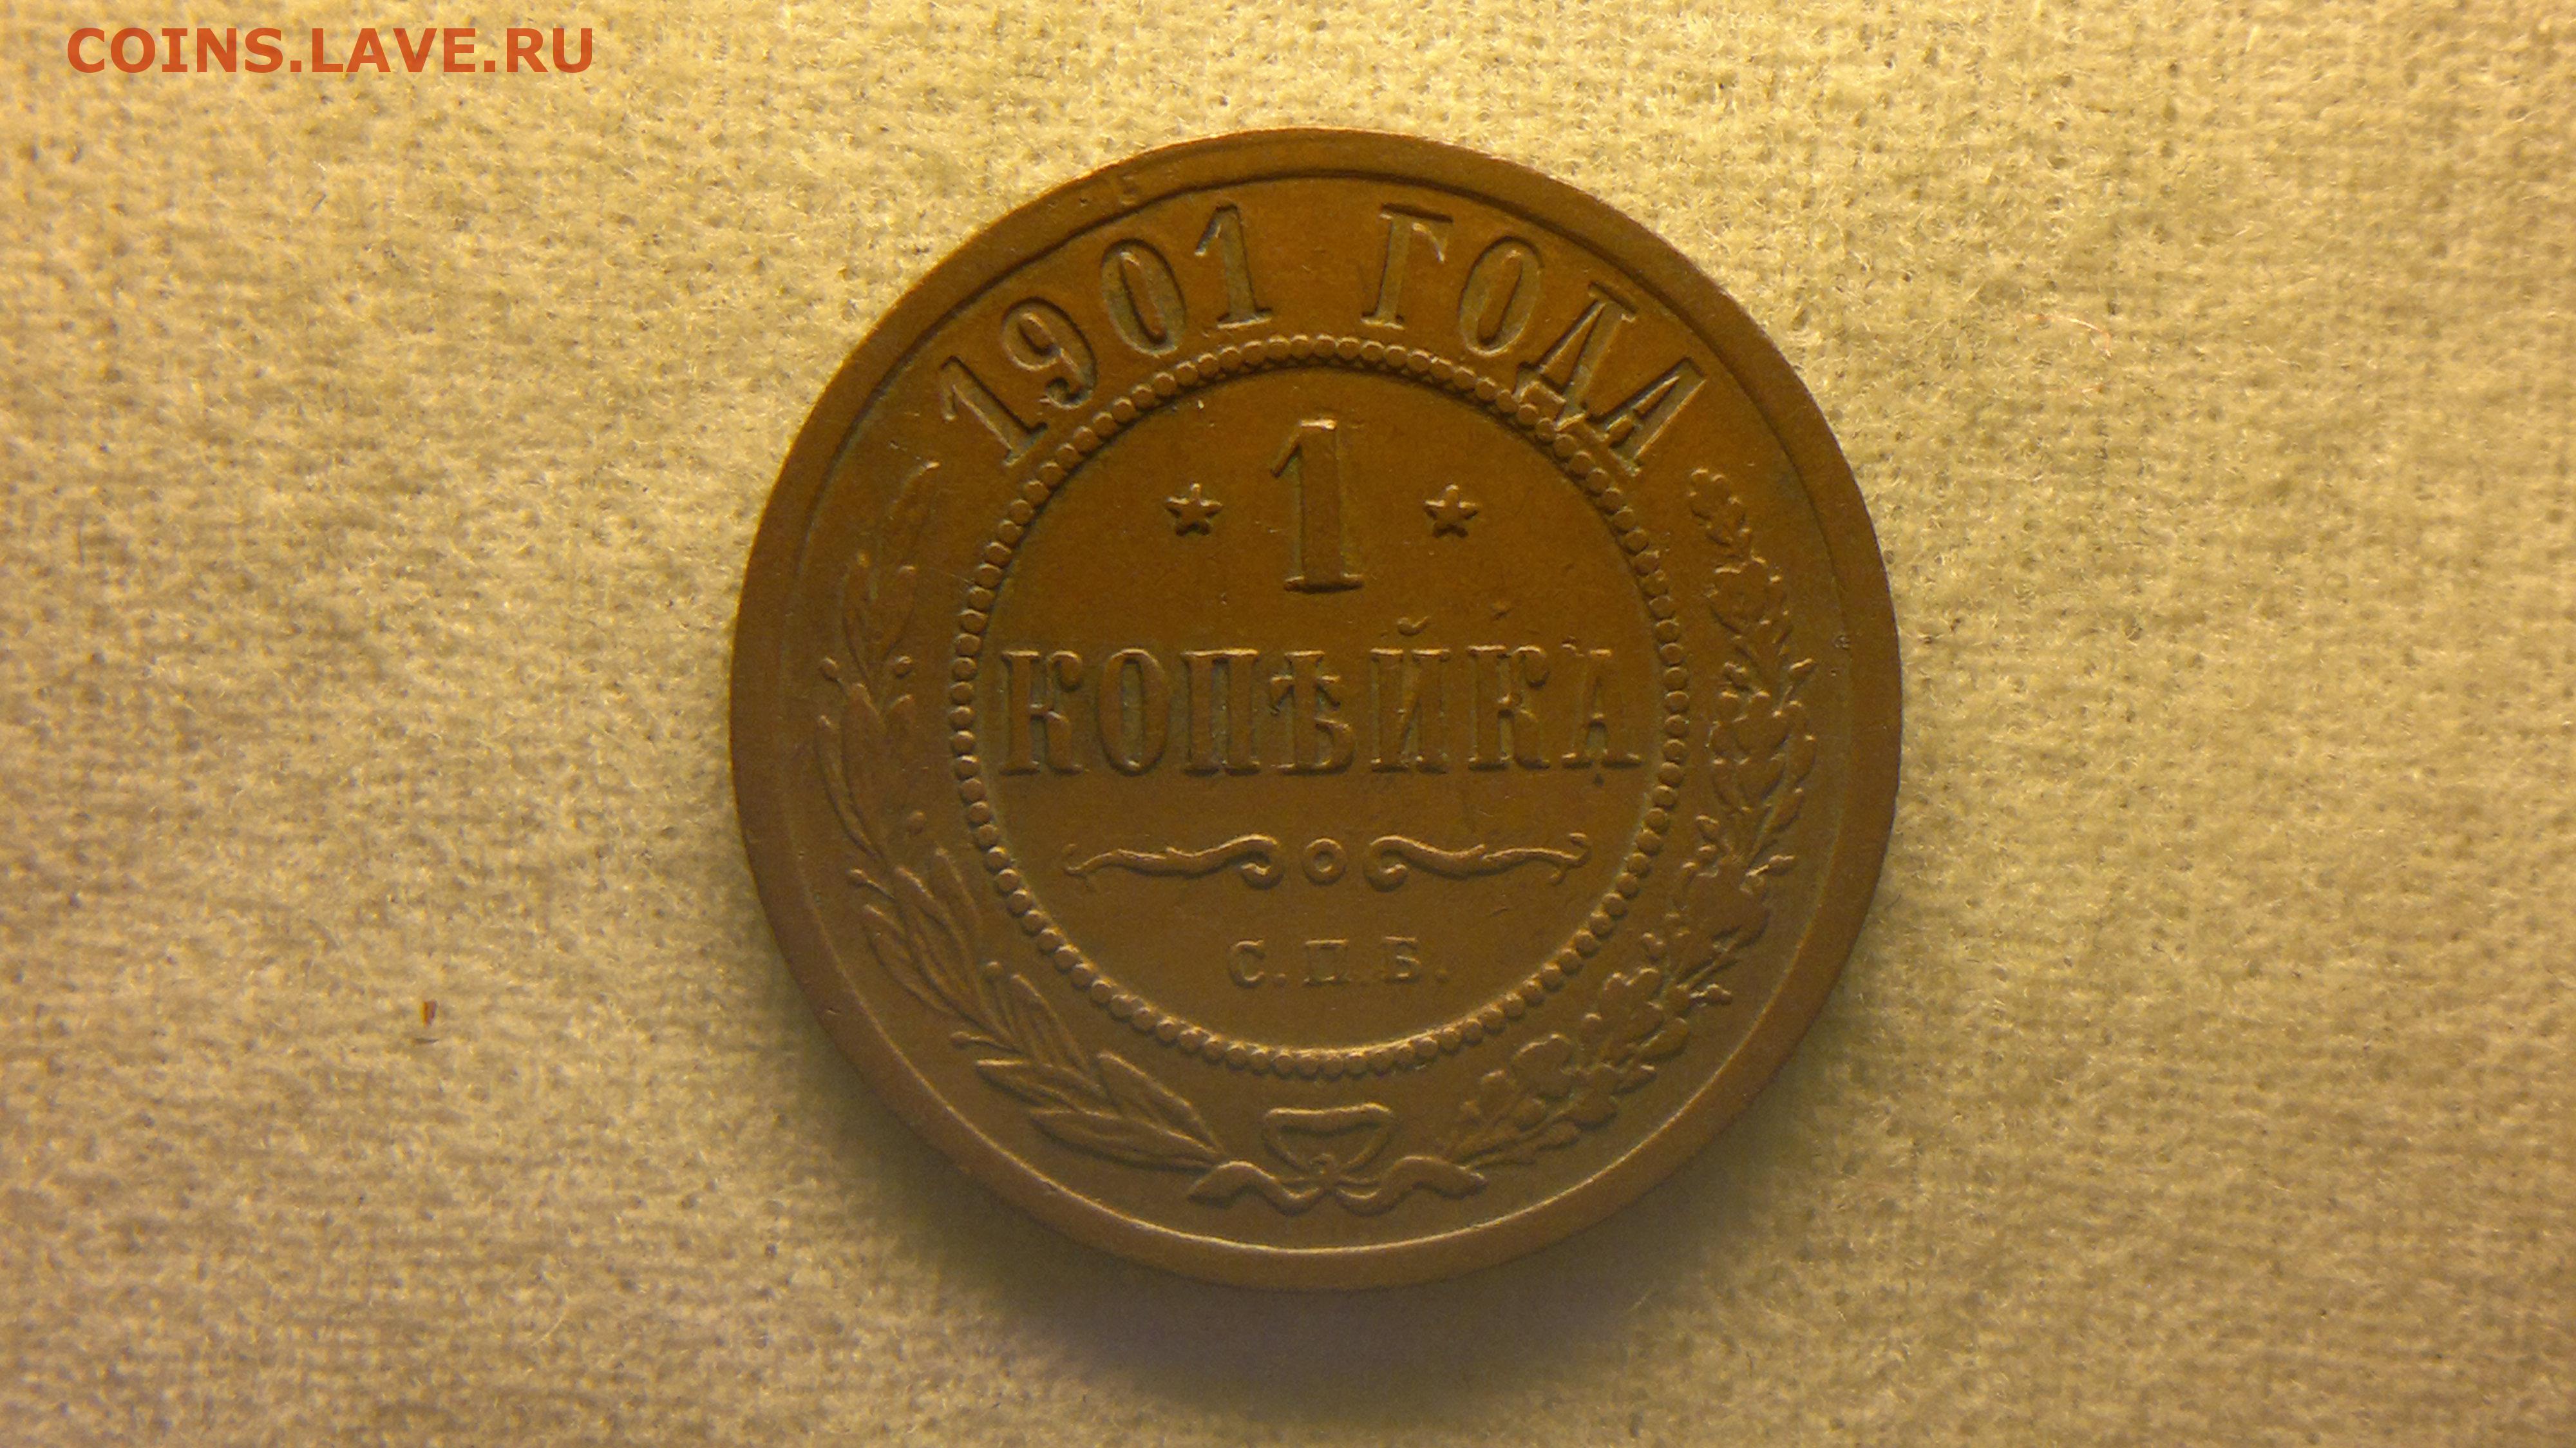 COINS.LAVE.RU
1901 ГОДА
1
КОПѢЙКА
С.П.Б.